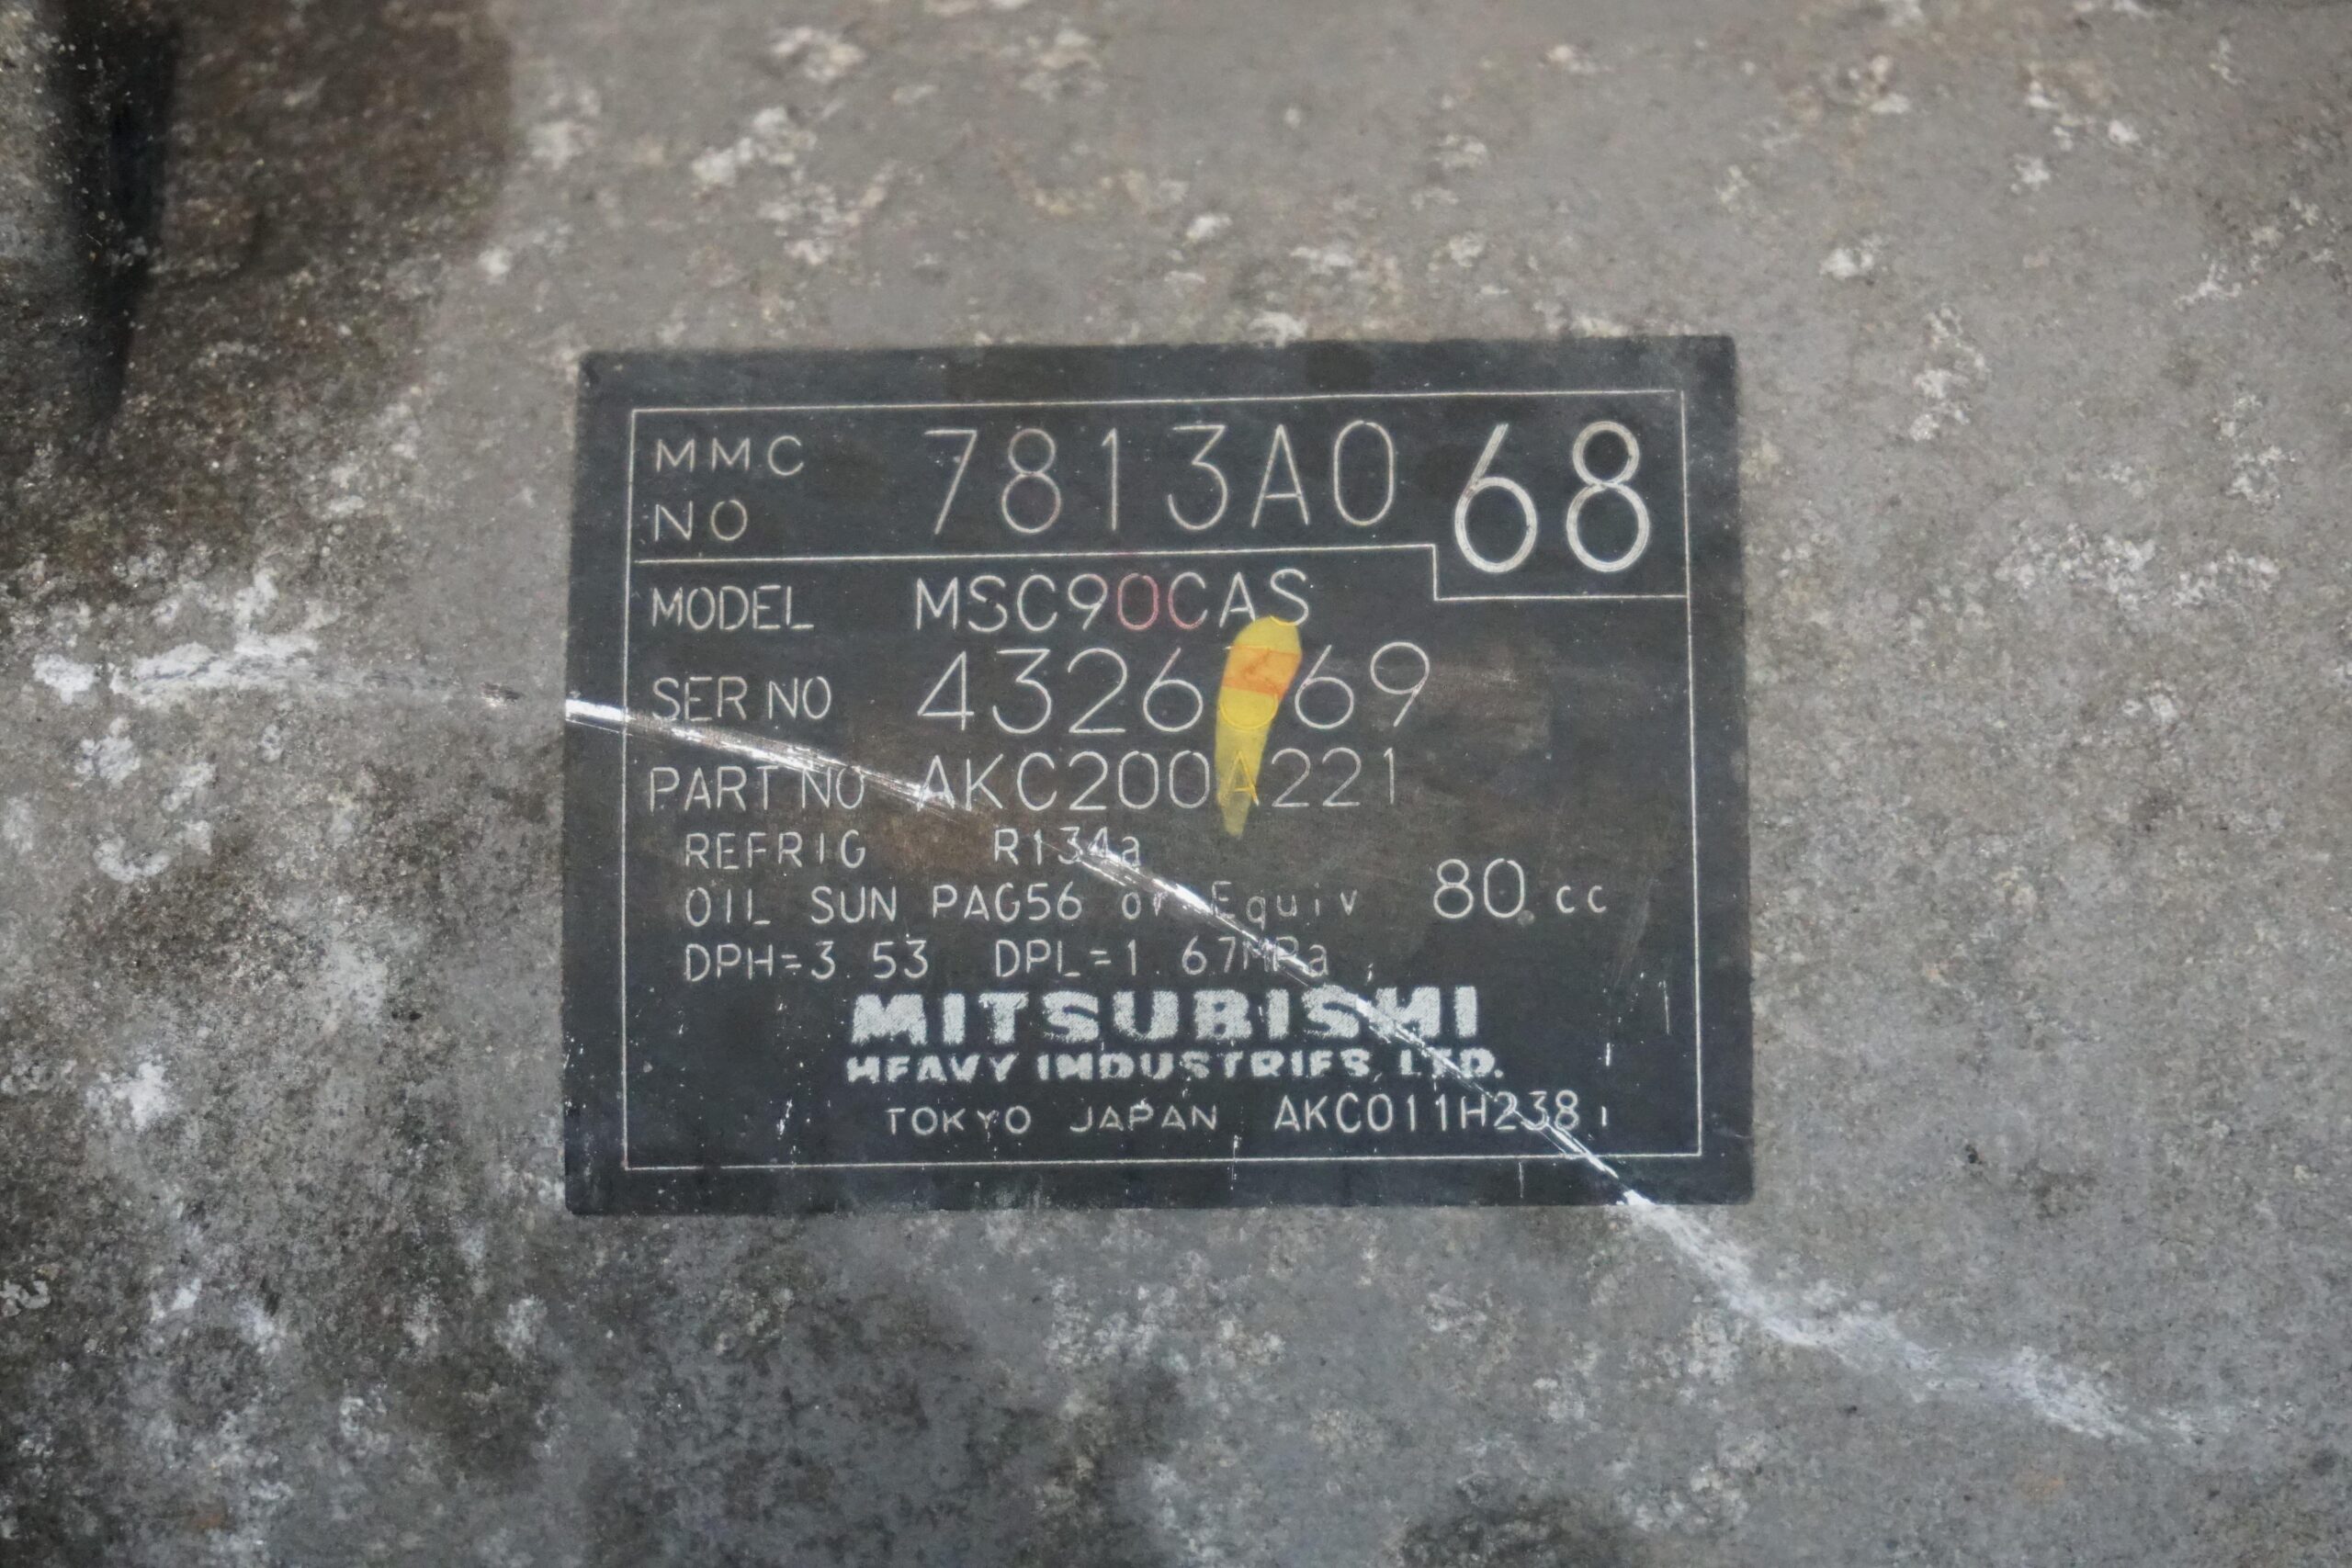 MMC NO 7813A068
MODEL MSC90CAS
SER NO
PART NO AKC200A221
REFRIG R134a
OIL SUN PAG56 or Equiv 80 cc
DPH=3.53 DPL=1.67MPa
MITSUBISHI
HEAVY INDUSTRIES, LTD.
TOKYO JAPAN AKC011H238